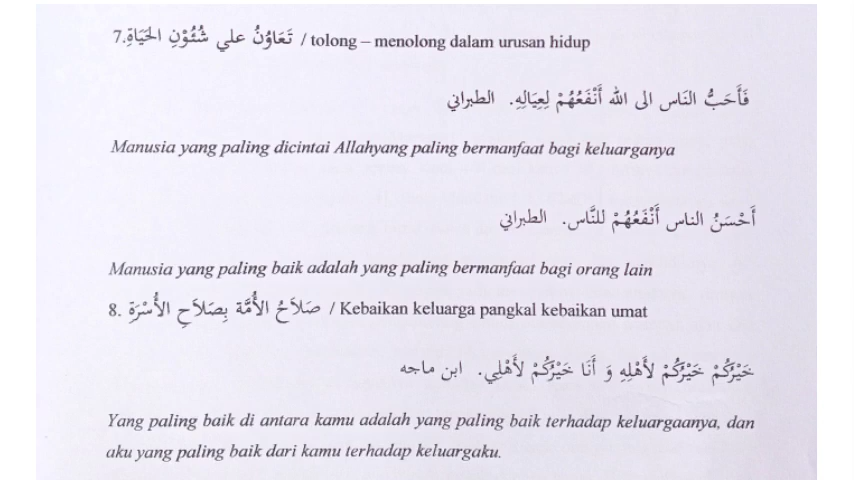 7. تَعَاوُنُ علي شُئُوْنِ الحَيَاةِ / tolong – menolong dalam urusan hidup
فَأَحَبُّ النَاس الى الله أَنْفَعُهُمْ لِعِيَالِهِ. الطبراني
Manusia yang paling dicintai Allahyang paling bermanfaat bagi keluarganya
أَحْسَنُ الناس أَنْفَعُهُمْ للنَّاس. الطبراني
Manusia yang paling baik adalah yang paling bermanfaat bagi orang lain
8. صَلاَحُ الأُمَّة بِصَلاَحِ الأُسْرَة / Kebaikan keluarga pangkal kebaikan umat
خَيْرُكُمْ خَيْرُكُمْ لأَهْلِهِ وَ أَنَا خَيْرُكُمْ لأَهْلِي. ابن ماجه
Yang paling baik di antara kamu adalah yang paling baik terhadap keluargaanya, dan
aku yang paling baik dari kamu terhadap keluargaku.